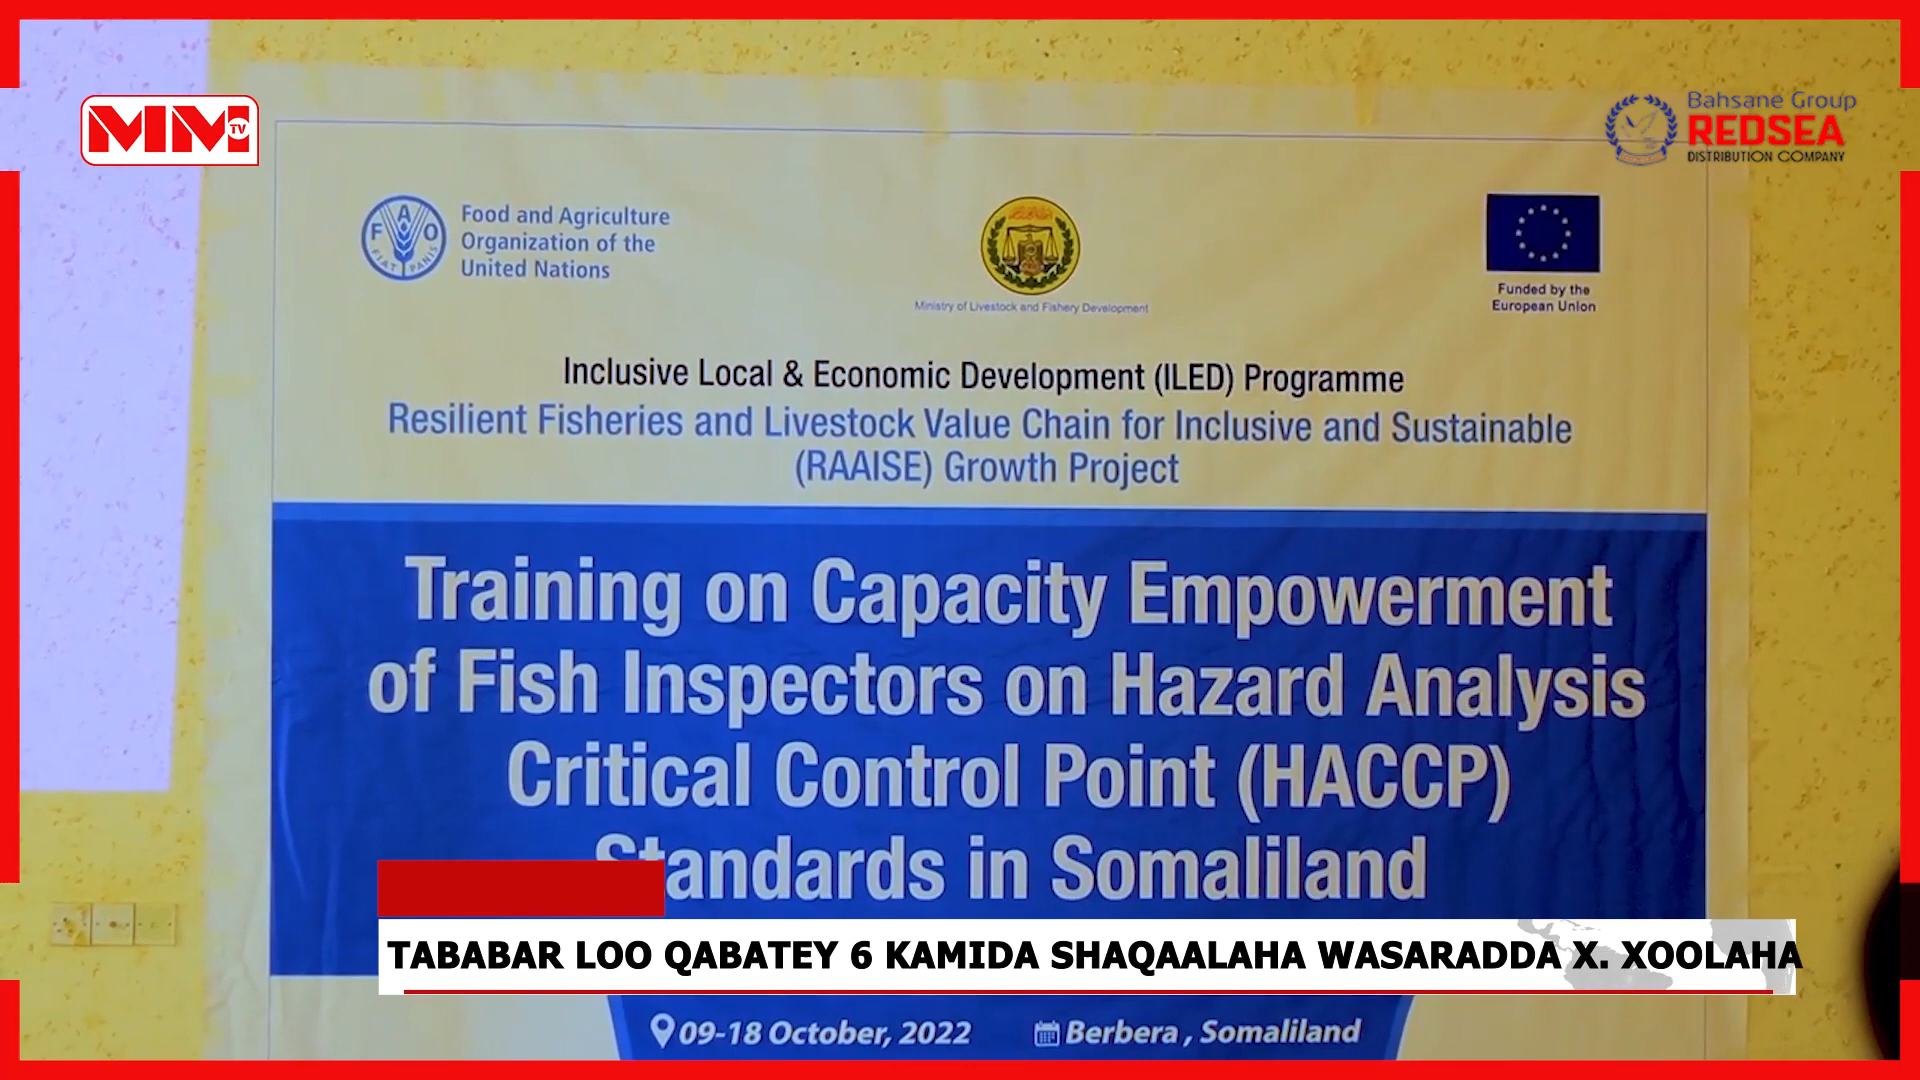 MM TV
Bahsane Group
REDSEA
DISTRIBUTION COMPANY
F A O
FIAT PANIS
Food and Agriculture
Organization of the
United Nations
Ministry of Livestock and Fishery Development
Funded by the
European Union
Inclusive Local & Economic Development (ILED) Programme
Resilient Fisheries and Livestock Value Chain for Inclusive and Sustainable
(RAAISE) Growth Project
Training on Capacity Empowerment
of Fish Inspectors on Hazard Analysis
Critical Control Point (HACCP)
Standards in Somaliland
TABABAR LOO QABATEY 6 KAMIDA SHAQAALAHA WASARADDA X. XOOLAHA
09-18 October, 2022
Berbera , Somaliland